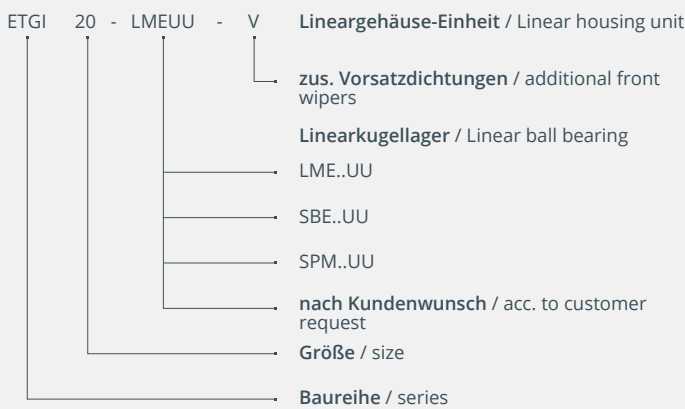 ETGI 20 - LMEUU - V Lineargehäuse-Einheit / Linear housing unit
zus. Vorsatzdichtungen / additional front
wipers
Linearkugellager / Linear ball bearing
LME..UU
SBE..UU
SPM..UU
nach Kundenwunsch / acc. to customer
request
Größe / size
Baureihe / series